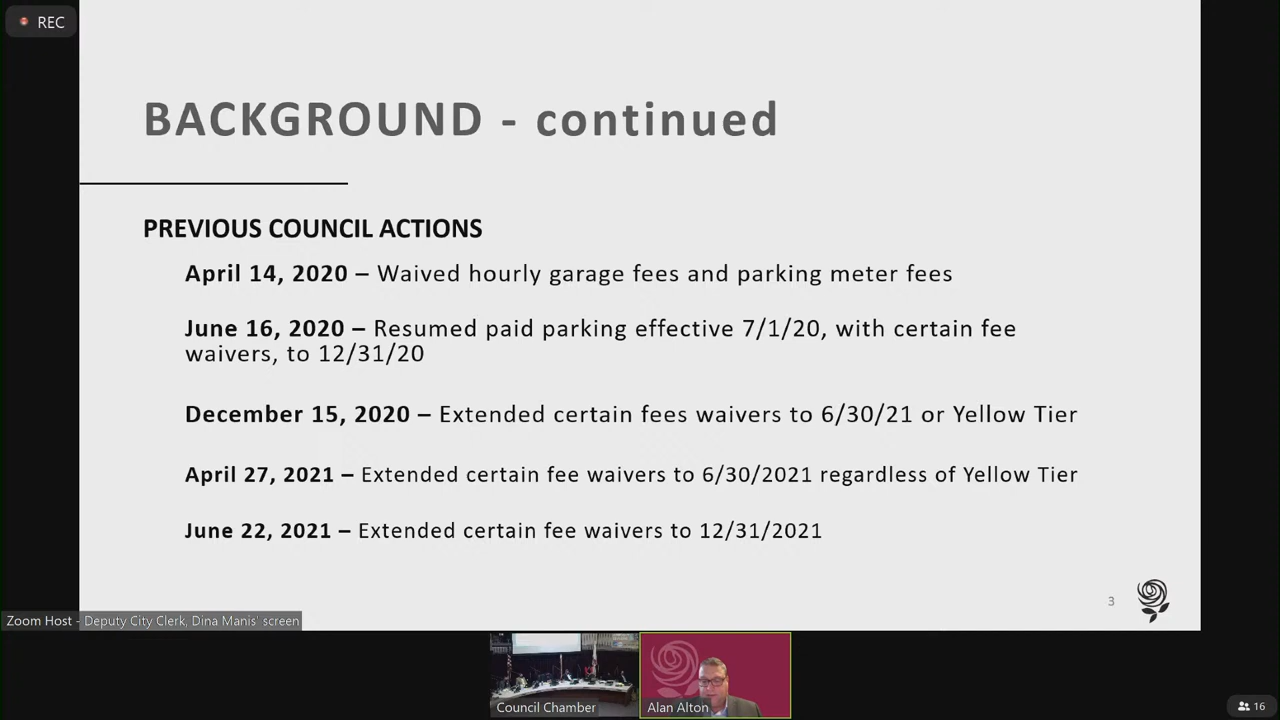 REC
BACKGROUND - continued
PREVIOUS COUNCIL ACTIONS
April 14, 2020 – Waived hourly garage fees and parking meter fees
June 16, 2020 – Resumed paid parking effective 7/1/20, with certain fee
waivers, to 12/31/20
December 15, 2020 – Extended certain fees waivers to 6/30/21 or Yellow Tier
April 27, 2021 – Extended certain fee waivers to 6/30/2021 regardless of Yellow Tier
June 22, 2021 – Extended certain fee waivers to 12/31/2021
3
Zoom Host - Deputy City Clerk, Dina Manis' screen
Council Chamber
Alan Alton
16